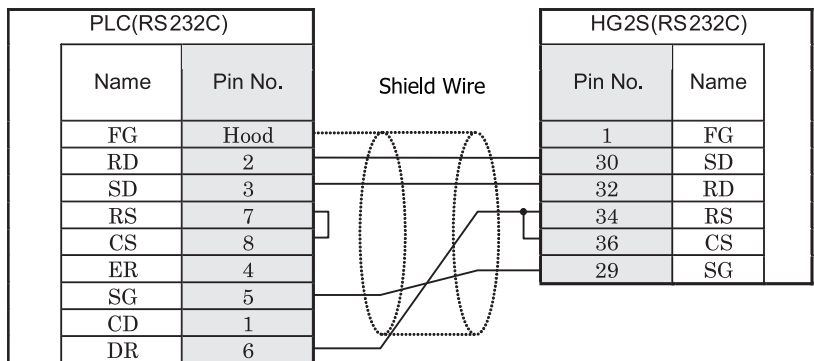 PLC(RS232C)
Name Pin No.
FG Hood
RD 2
SD 3
RS 7
CS 8
ER 4
SG 5
CD 1
DR 6
Shield Wire
HG2S(RS232C)
Pin No. Name
1 FG
30 SD
32 RD
34 RS
36 CS
29 SG